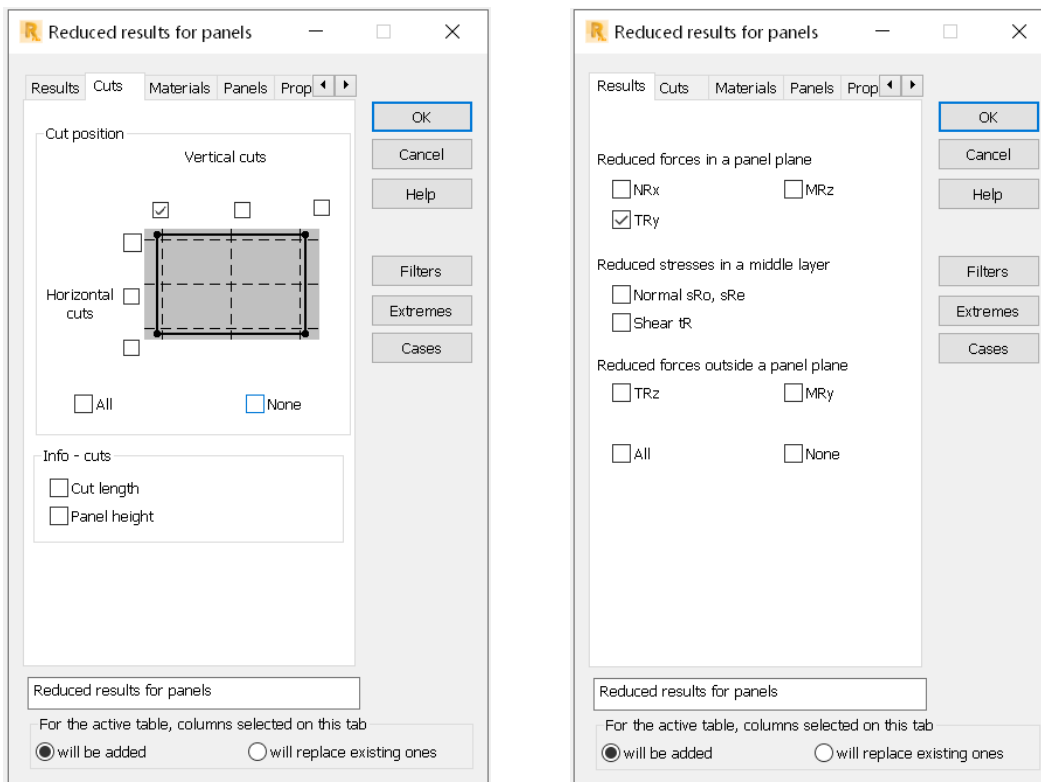 Reduced results for panels
Results Cuts Materials Panels Prop
OK
Cut position
Vertical cuts
Cancel
Help
Filters
Horizontal
cuts
Extremes
Cases
All None
Info - cuts
Cut length
Panel height
Reduced results for panels
For the active table, columns selected on this tab
will be added will replace existing ones
Reduced results for panels
Results Cuts Materials Panels Prop
OK
Reduced forces in a panel plane
Cancel
NRx MRz
Help
TRy
Reduced stresses in a middle layer
Filters
Normal sRo, sRe
Extremes
Shear tR
Cases
Reduced forces outside a panel plane
TRz MRy
All None
Reduced results for panels
For the active table, columns selected on this tab
will be added will replace existing ones